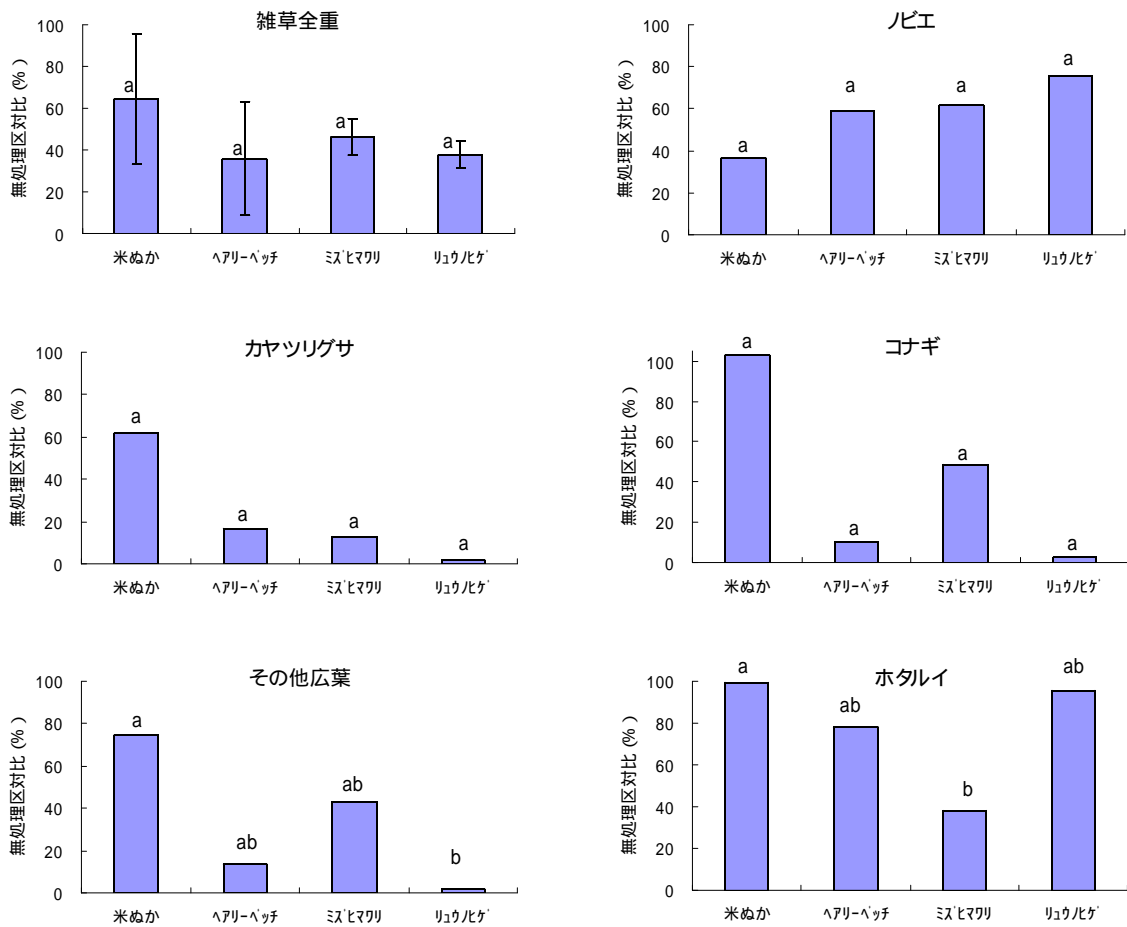 雑草全重
無処理区対比(%)
100
80
60
40
20
0
a
a
a
a
米ぬか ﾍｱﾘｰﾍﾞｯﾁ ﾐｽﾞﾋﾏﾜﾘ ﾘｭｳﾉﾋｹﾞ
ノビエ
無処理区対比(%)
100
80
60
40
20
0
a
a
a
a
米ぬか ﾍｱﾘｰﾍﾞｯﾁ ﾐｽﾞﾋﾏﾜﾘ ﾘｭｳﾉﾋｹﾞ
カヤツリグサ
無処理区対比(%)
100
80
60
40
20
0
a
a
a
a
米ぬか ﾍｱﾘｰﾍﾞｯﾁ ﾐｽﾞﾋﾏﾜﾘ ﾘｭｳﾉﾋｹﾞ
コナギ
無処理区対比(%)
100
80
60
40
20
0
a
a
a
a
米ぬか ﾍｱﾘｰﾍﾞｯﾁ ﾐｽﾞﾋﾏﾜﾘ ﾘｭｳﾉﾋｹﾞ
その他広葉
無処理区対比(%)
100
80
60
40
20
0
a
ab
ab
b
米ぬか ﾍｱﾘｰﾍﾞｯﾁ ﾐｽﾞﾋﾏﾜﾘ ﾘｭｳﾉﾋｹﾞ
ホタルイ
無処理区対比(%)
100
80
60
40
20
0
a
ab
b
ab
米ぬか ﾍｱﾘｰﾍﾞｯﾁ ﾐｽﾞﾋﾏﾜﾘ ﾘｭｳﾉﾋｹﾞ